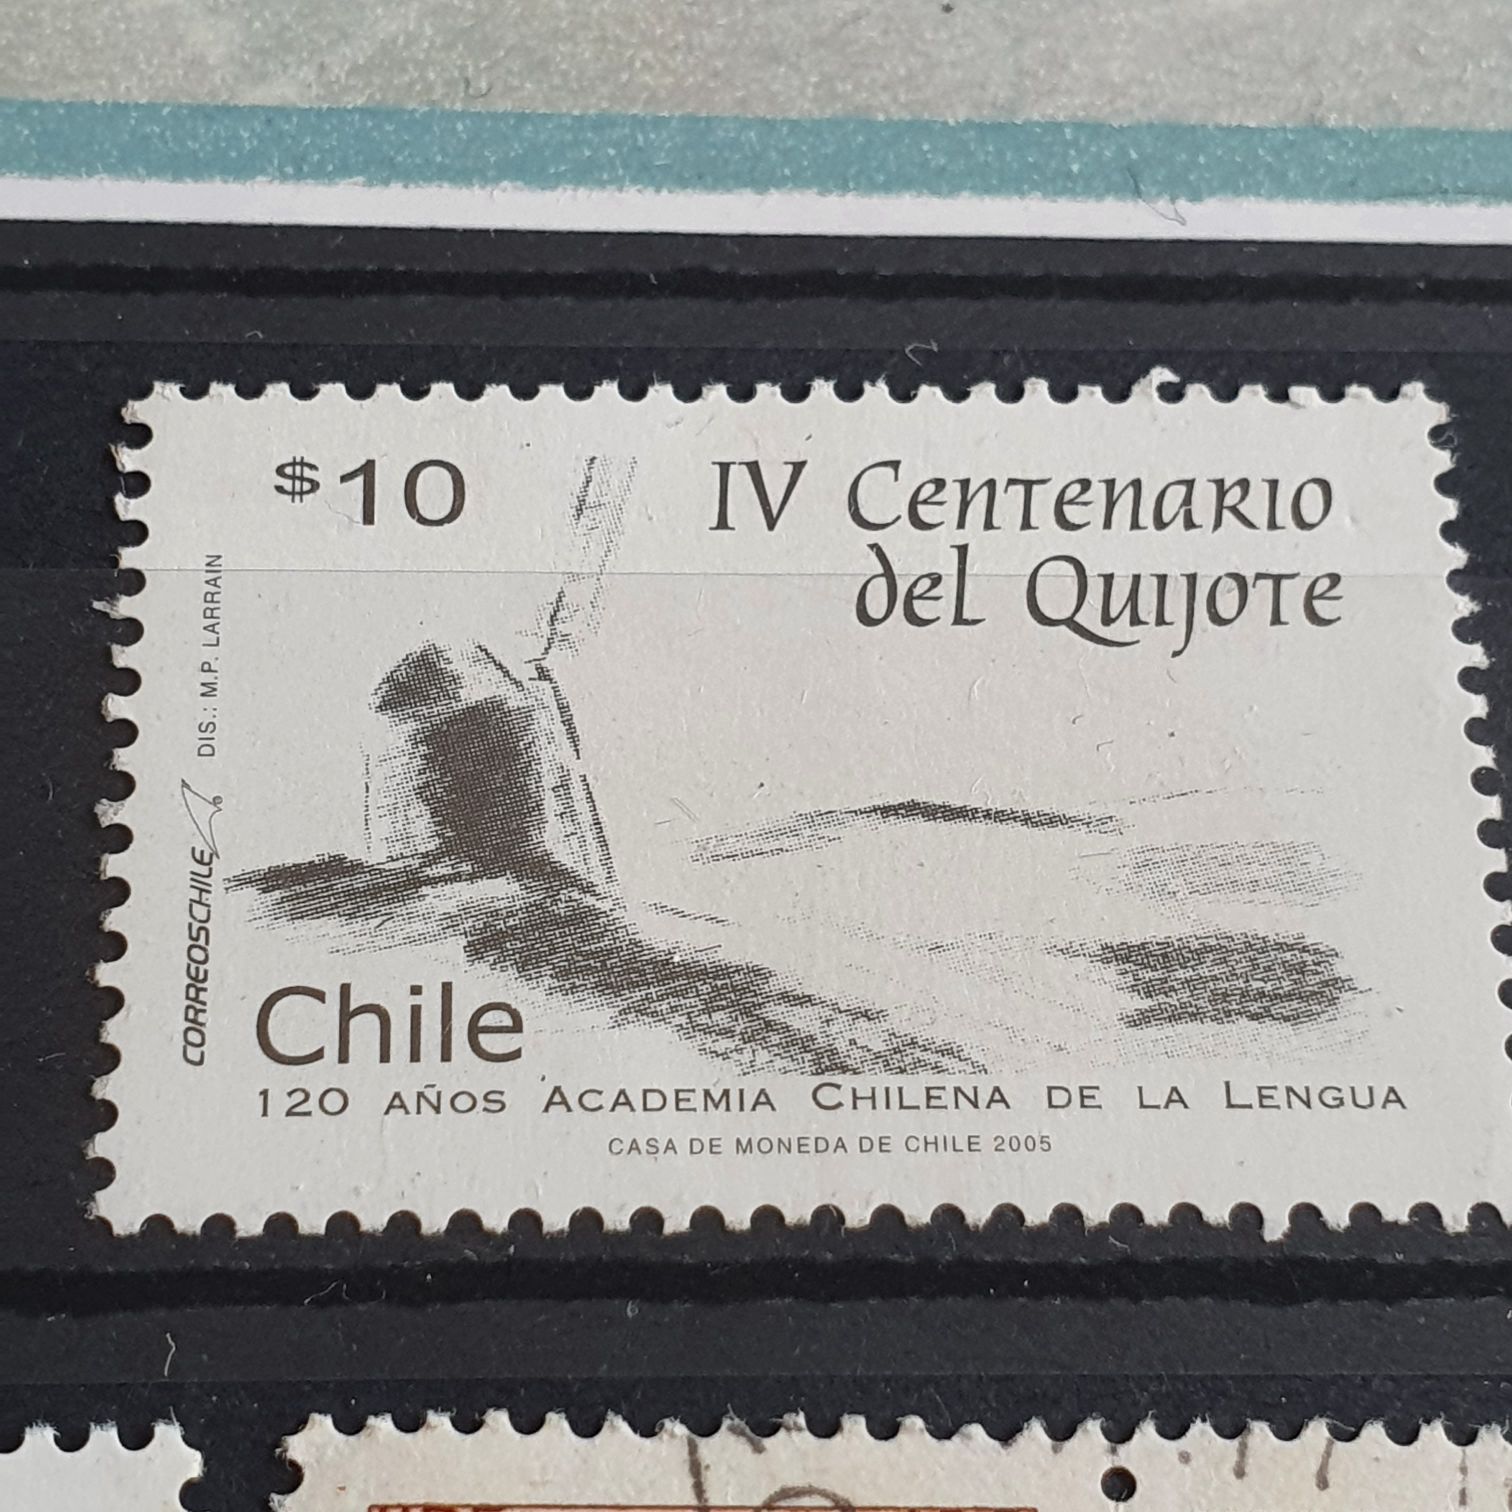 $10
IV Centenario
del Quijote
DIS.: M.P. LARRAIN
CORREOSCHILE
Chile
120 AÑOS ACADEMIA CHILENA DE LA LENGUA
CASA DE MONEDA DE CHILE 2005